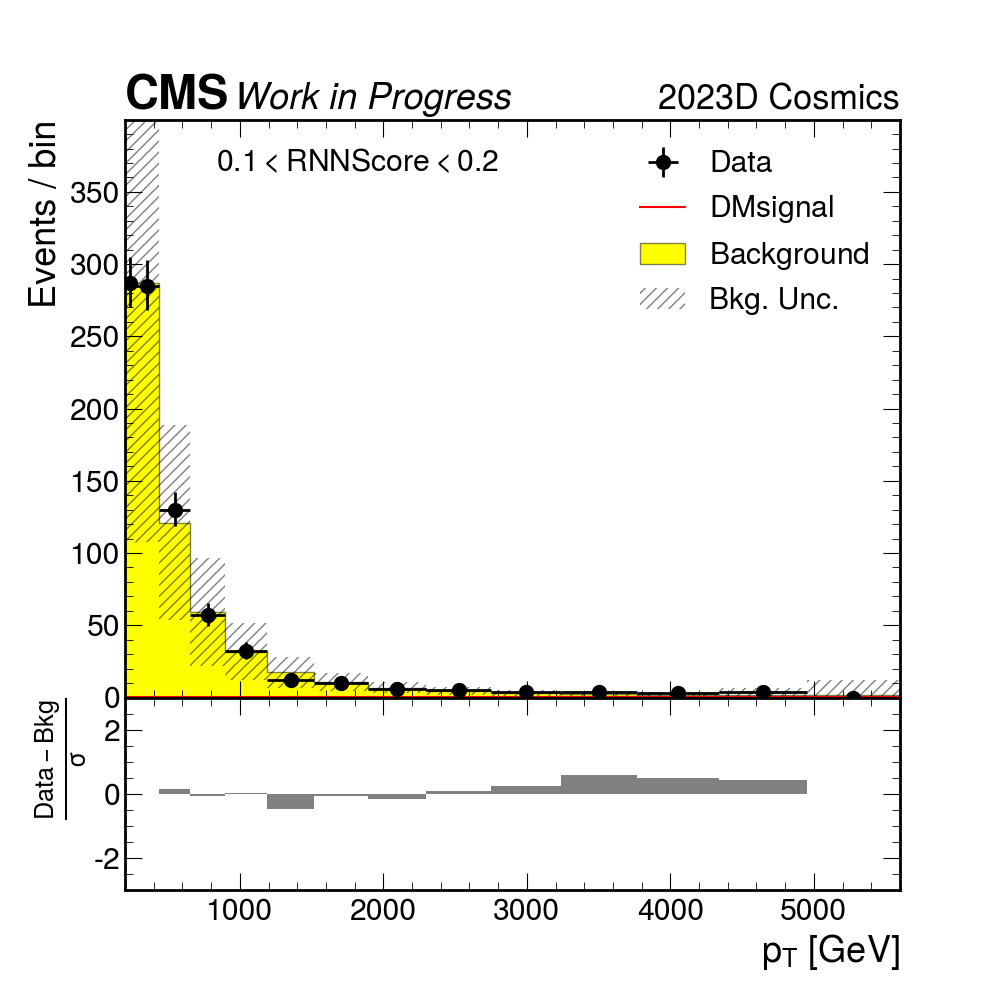 CMS Work in Progress 2023D Cosmics
Events / bin
0.1 < RNNScore < 0.2
Data
DMsignal
Background
Bkg. Unc.
350
300
250
200
150
100
50
0
Data − Bkg
σ
2
0
-2
1000 2000 3000 4000 5000
pT [GeV]